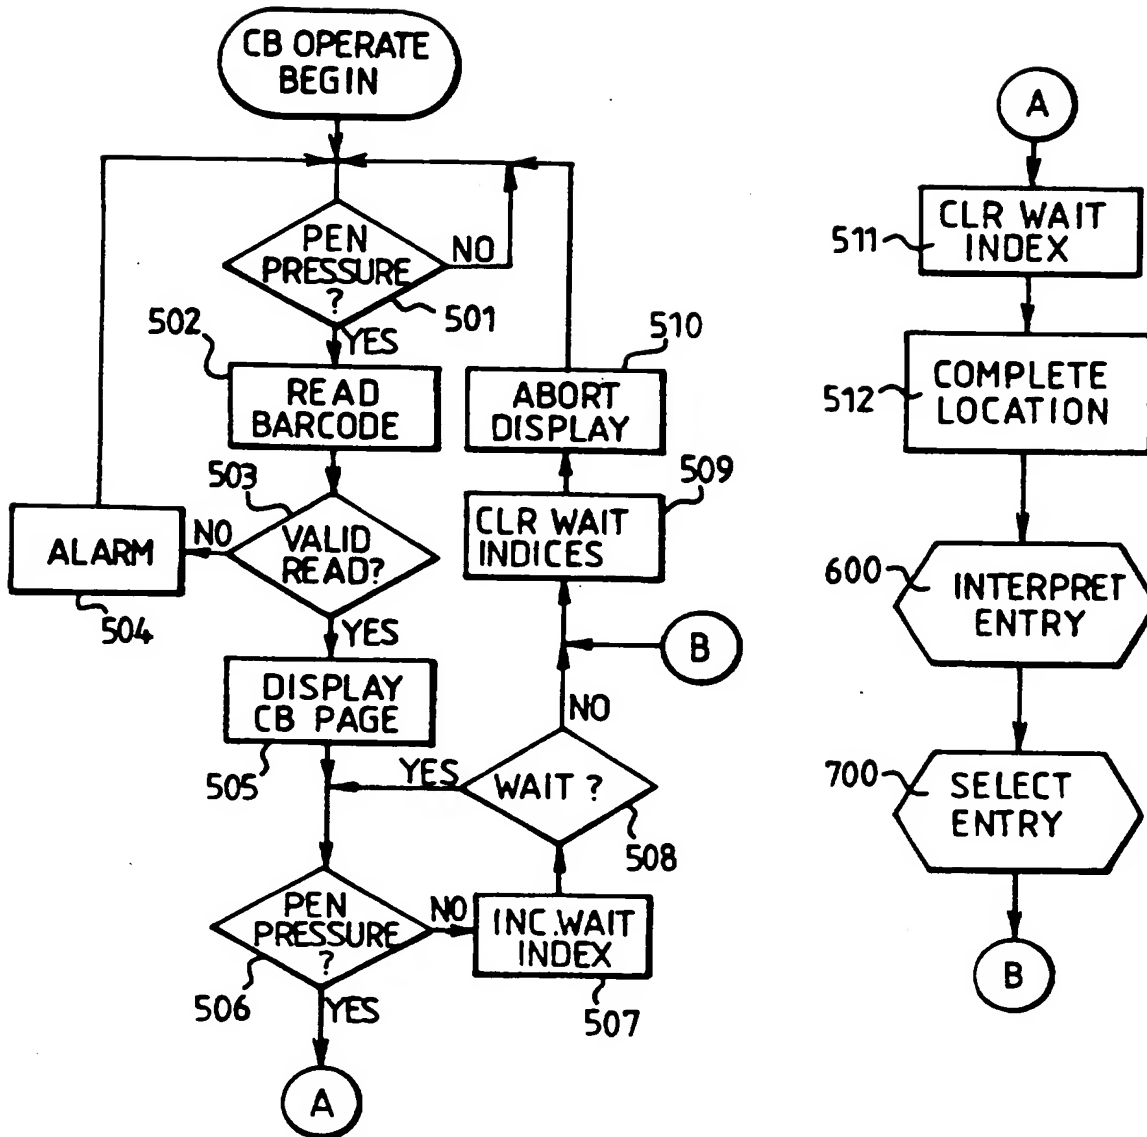 CB OPERATE
BEGIN
PEN
PRESSURE
?
NO
501
YES
502
READ
BARCODE
503
VALID
READ?
NO
ALARM
504
YES
DISPLAY
CB PAGE
505
PEN
PRESSURE
?
506
NO
YES
A
INC.WAIT
INDEX
507
WAIT ?
508
YES
NO
B
CLR WAIT
INDICES
509
ABORT
DISPLAY
510
A
511
CLR WAIT
INDEX
512
COMPLETE
LOCATION
600
INTERPRET
ENTRY
700
SELECT
ENTRY
B